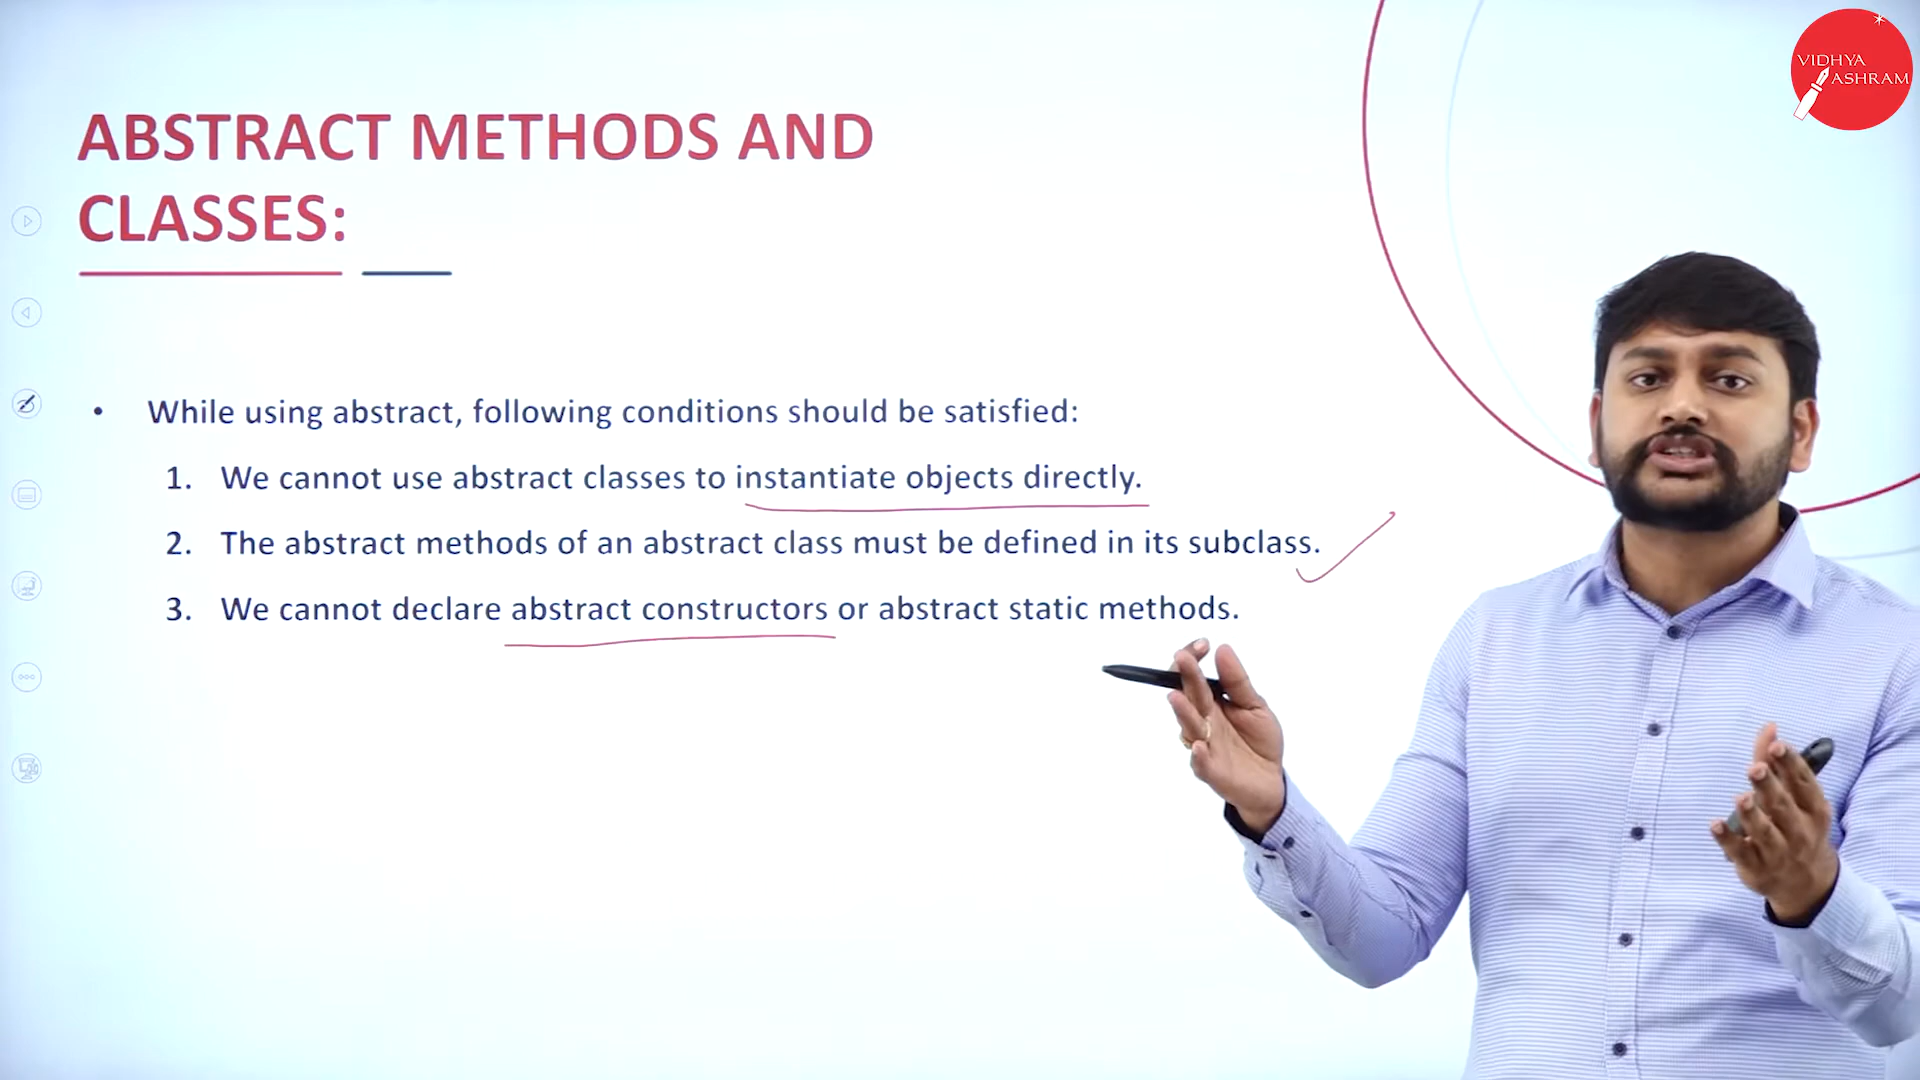 VIDHYA
ASHRAM
ABSTRACT METHODS AND
CLASSES:
• While using abstract, following conditions should be satisfied:
1. We cannot use abstract classes to instantiate objects directly.
2. The abstract methods of an abstract class must be defined in its subclass.
3. We cannot declare abstract constructors or abstract static methods.